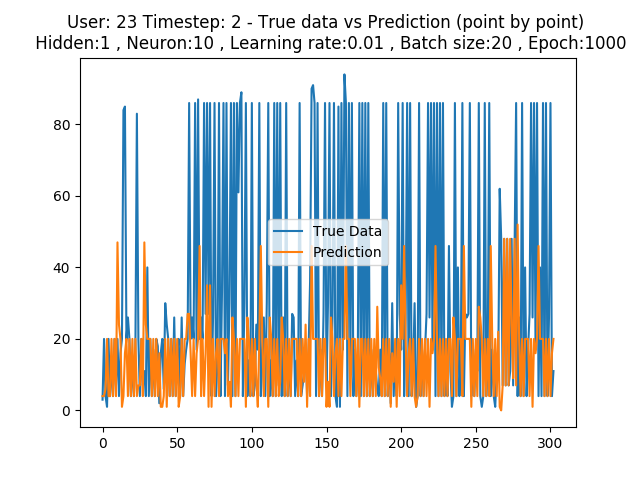 User: 23 Timestep: 2 - True data vs Prediction (point by point)
Hidden:1 , Neuron:10 , Learning rate:0.01 , Batch size:20 , Epoch:1000
80
60
True Data
Prediction
40
20
0
0 50 100 150 200 250 300